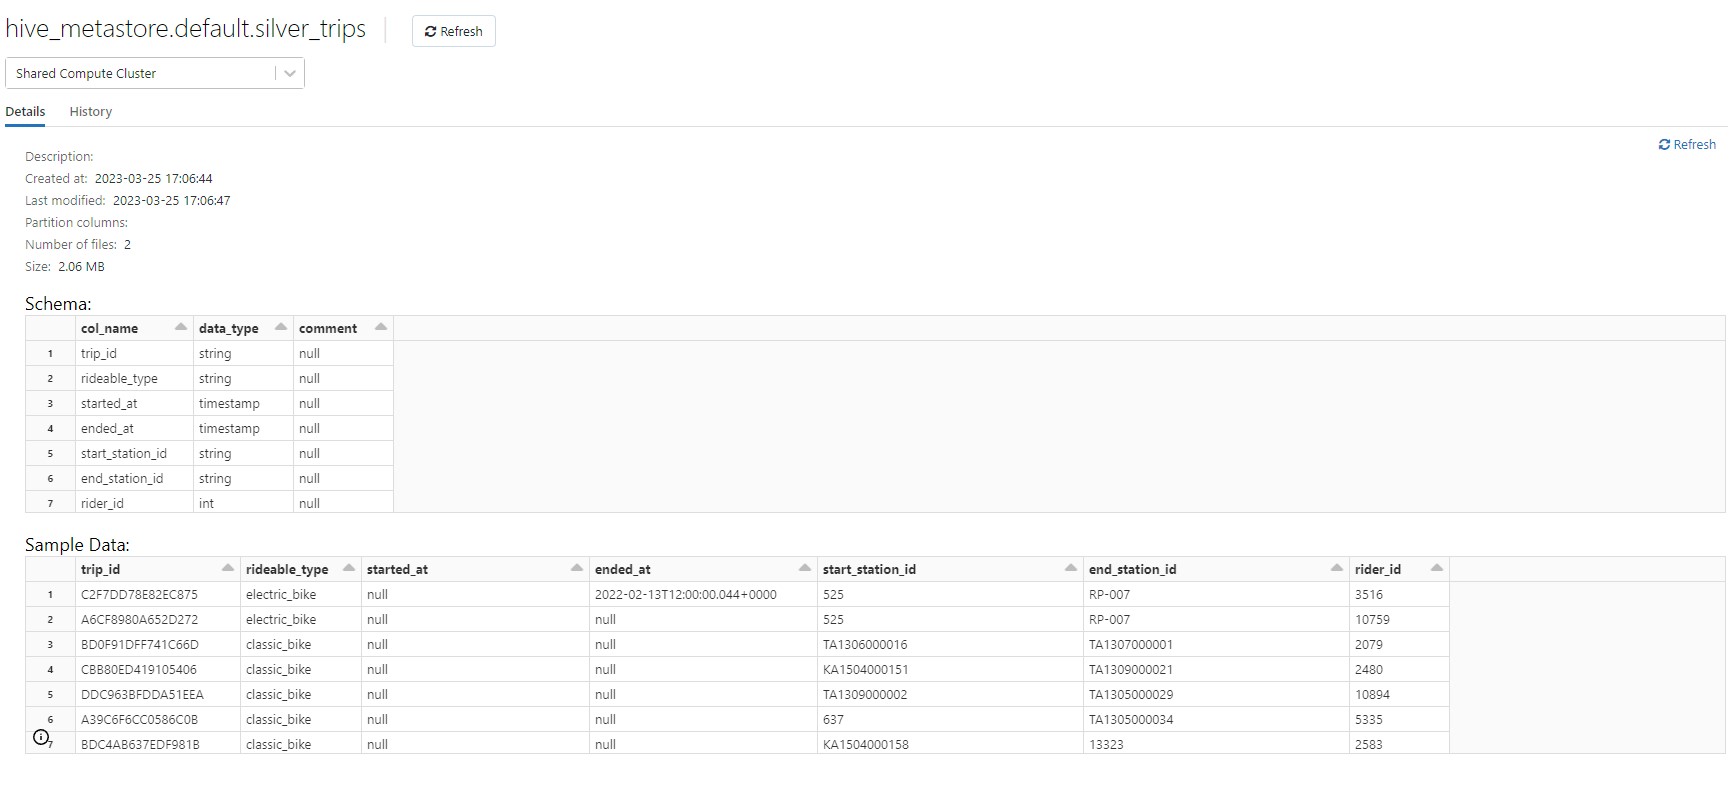 hive_metastore.default.silver_trips Refresh
Shared Compute Cluster
Details History
Refresh
Description:
Created at: 2023-03-25 17:06:44
Last modified: 2023-03-25 17:06:47
Partition columns:
Number of files: 2
Size: 2.06 MB
Schema:
col_name data_type comment
1 trip_id string null
2 rideable_type string null
3 started_at timestamp null
4 ended_at timestamp null
5 start_station_id string null
6 end_station_id string null
7 rider_id int null
Sample Data:
trip_id rideable_type started_at ended_at start_station_id end_station_id rider_id
1 C2F7DD78E82EC875 electric_bike null 2022-02-13T12:00:00.044+0000 525 RP-007 3516
2 A6CF8980A652D272 electric_bike null null 525 RP-007 10759
3 BD0F91DFF741C66D classic_bike null null TA1306000016 TA1307000001 2079
4 CBB80ED419105406 classic_bike null null KA1504000151 TA1309000021 2480
5 DDC963BFDDA51EEA classic_bike null null TA1309000002 TA1305000029 10894
6 A39C6F6CC0586C0B classic_bike null null 637 TA1305000034 5335
7 BDC4AB637EDF981B classic_bike null null KA1504000158 13323 2583